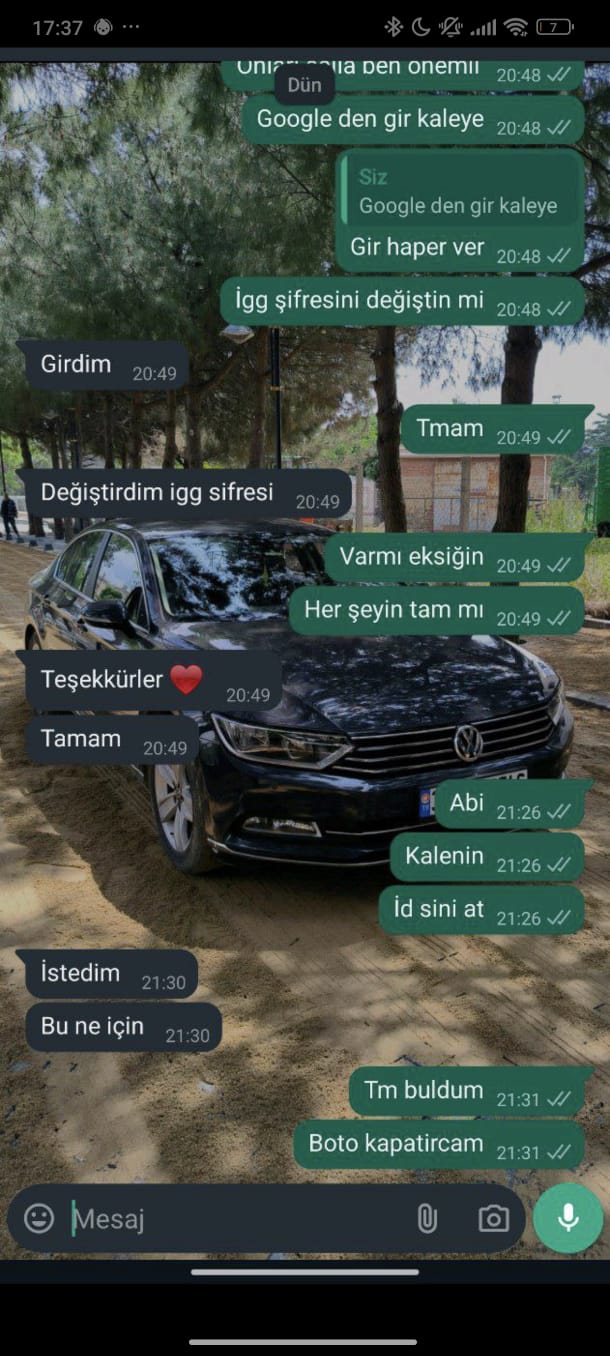 17:37
7
Onları salla ben önemli 20:48
Dün
Google den gir kaleye 20:48
Siz
Google den gir kaleye
Gir haper ver 20:48
İgg şifresini değiştin mi 20:48
Girdim 20:49
Tmam 20:49
Değiştirdim igg sifresi 20:49
Varmı eksiğin 20:49
Her şeyin tam mı 20:49
Teşekkürler ❤️ 20:49
Tamam 20:49
Abi 21:26
Kalenin 21:26
İd sini at 21:26
İstedim 21:30
Bu ne için 21:30
Tm buldum 21:31
Boto kapatircam 21:31
Mesaj